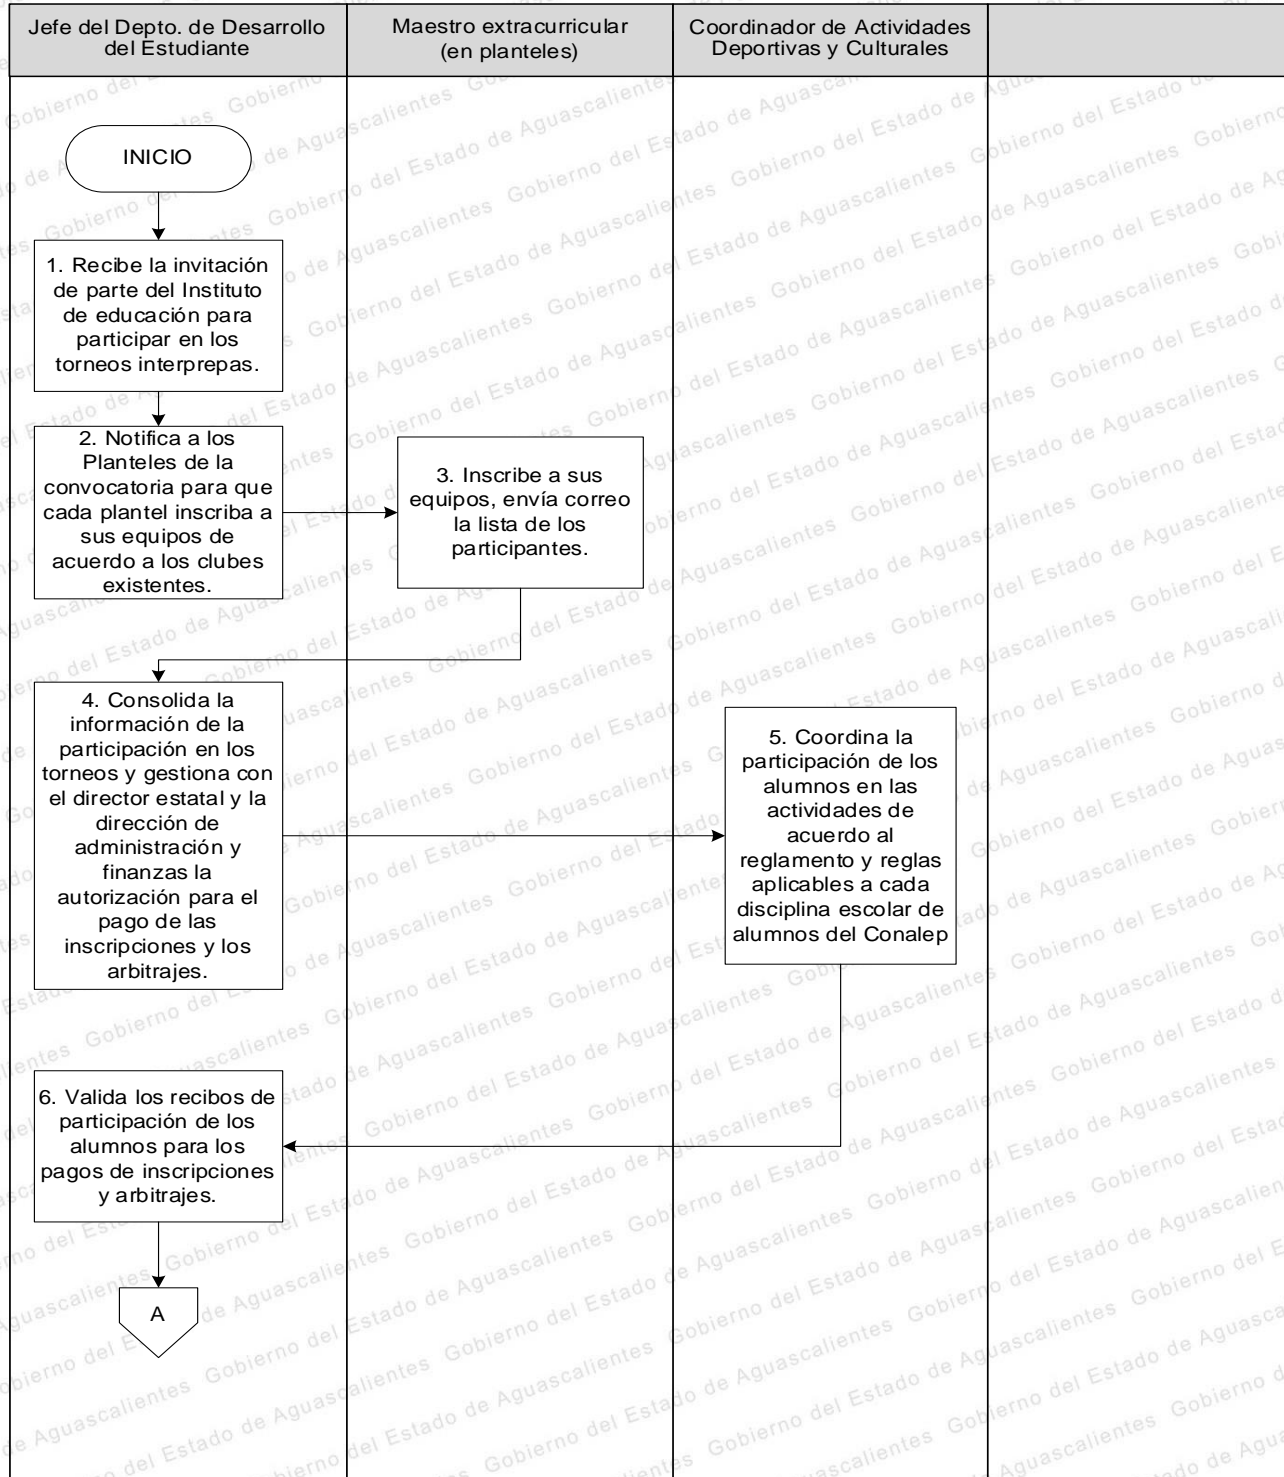 Jefe del Depto. de Desarrollo
del Estudiante
Maestro extracurricular
(en planteles)
Coordinador de Actividades
Deportivas y Culturales
INICIO
1. Recibe la invitación
de parte del Instituto
de educación para
participar en los
torneos interprepas.
2. Notifica a los
Planteles de la
convocatoria para que
cada plantel inscriba a
sus equipos de
acuerdo a los clubes
existentes.
3. Inscribe a sus
equipos, envía correo
la lista de los
participantes.
4. Consolida la
información de la
participación en los
torneos y gestiona con
el director estatal y la
dirección de
administración y
finanzas la
autorización para el
pago de las
inscripciones y los
arbitrajes.
5. Coordina la
participación de los
alumnos en las
actividades de
acuerdo al
reglamento y reglas
aplicables a cada
disciplina escolar de
alumnos del Conalep
6. Valida los recibos de
participación de los
alumnos para los
pagos de inscripciones
y arbitrajes.
A
Gobierno del Estado de Aguascalientes